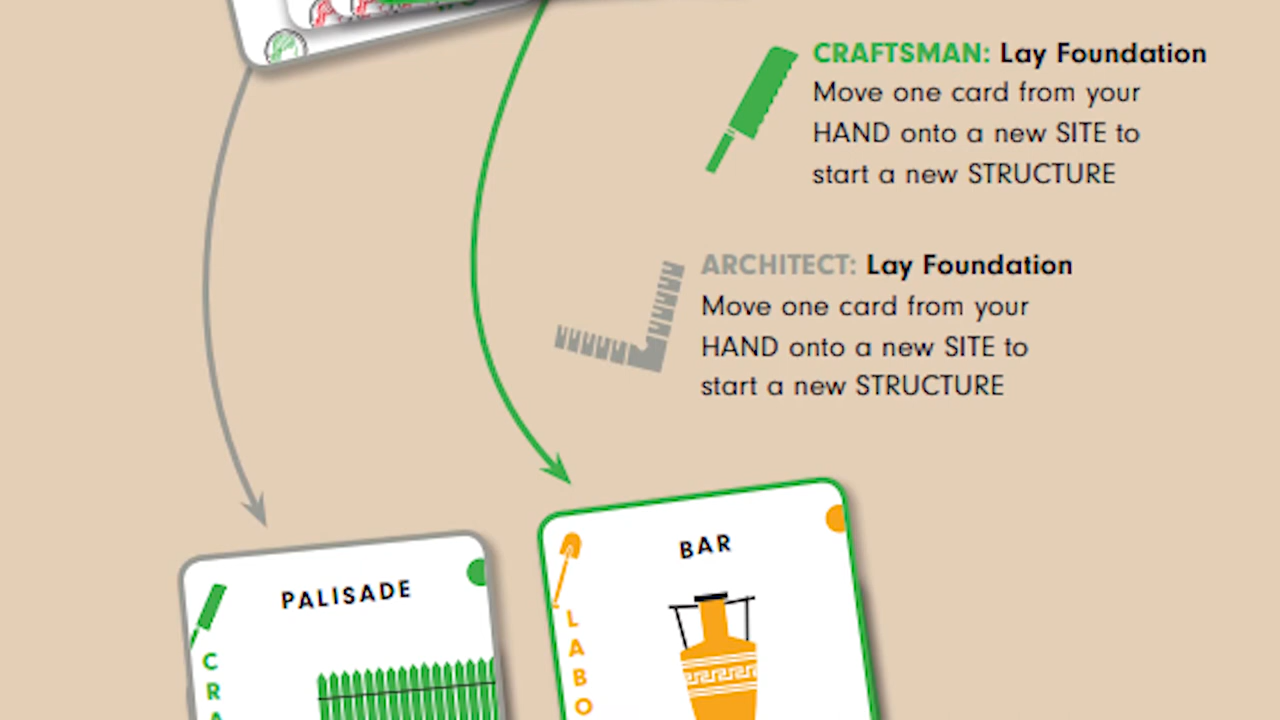 CRAFTSMAN: Lay Foundation
Move one card from your
HAND onto a new SITE to
start a new STRUCTURE
ARCHITECT: Lay Foundation
Move one card from your
HAND onto a new SITE to
start a new STRUCTURE
PALISADE
C
R
A
BAR
L
A
B
O